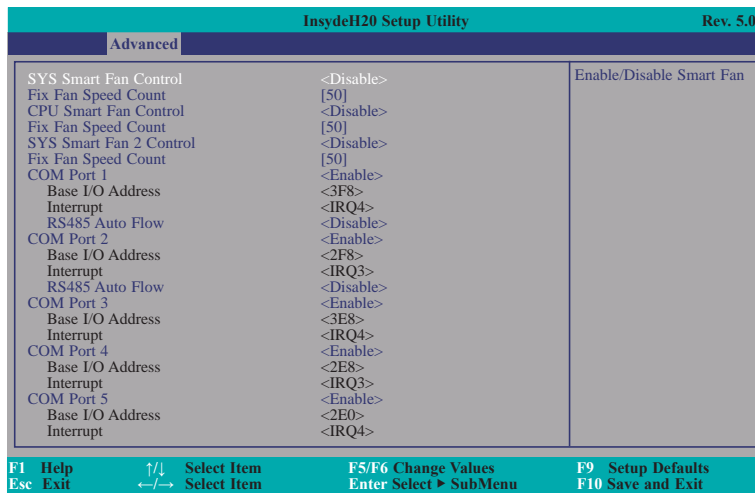 InsydeH20 Setup Utility Rev. 5.0
Advanced
SYS Smart Fan Control <Disable> Enable/Disable Smart Fan
Fix Fan Speed Count [50]
CPU Smart Fan Control <Disable>
Fix Fan Speed Count [50]
SYS Smart Fan 2 Control <Disable>
Fix Fan Speed Count [50]
COM Port 1 <Enable>
Base I/O Address <3F8>
Interrupt <IRQ4>
RS485 Auto Flow <Disable>
COM Port 2 <Enable>
Base I/O Address <2F8>
Interrupt <IRQ3>
RS485 Auto Flow <Disable>
COM Port 3 <Enable>
Base I/O Address <3E8>
Interrupt <IRQ4>
COM Port 4 <Enable>
Base I/O Address <2E8>
Interrupt <IRQ3>
COM Port 5 <Enable>
Base I/O Address <2E0>
Interrupt <IRQ4>
F1 Help ↑/↓ Select Item F5/F6 Change Values F9 Setup Defaults
Esc Exit ←/→ Select Item Enter Select ▶ SubMenu F10 Save and Exit